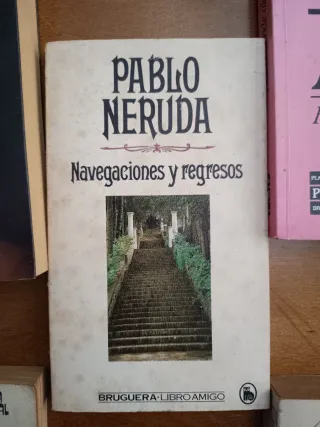 PABLO
NERUDA
Navegaciones y regresos
BRUGUERA·LIBRO AMIGO